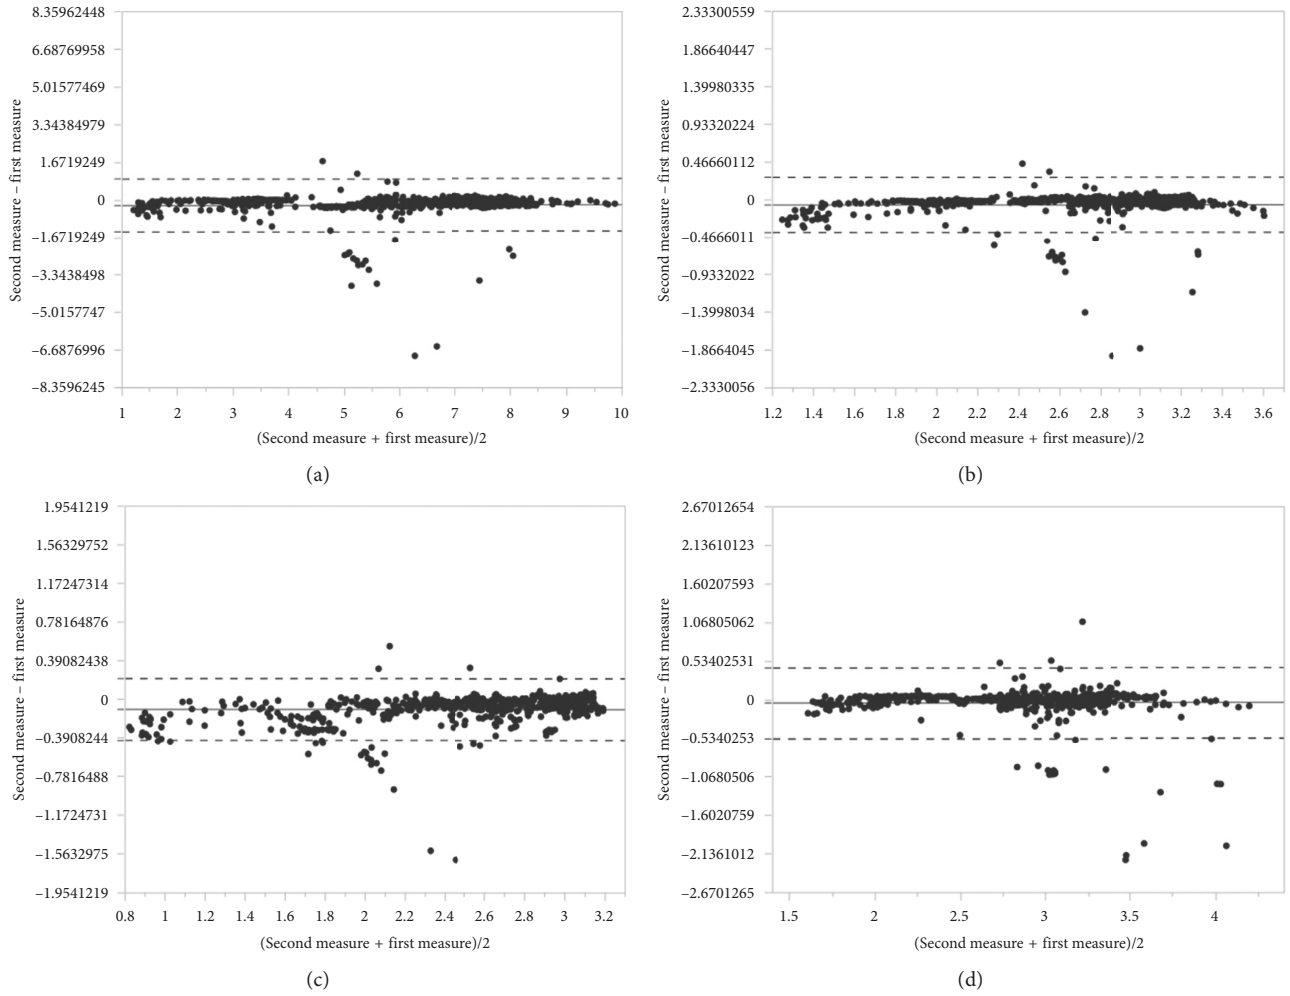 8.35962448
6.68769958
5.01577469
3.34384979
1.6719249
0
–1.6719249
–3.3438498
–5.0157747
–6.6876996
–8.3596245
Second measure – first measure
1 2 3 4 5 6 7 8 9 10
(Second measure + first measure)/2
(a)
2.33300559
1.86640447
1.39980335
0.93320224
0.46660112
0
–0.4666011
–0.9332022
–1.3998034
–1.8664045
–2.3330056
Second measure – first measure
1.2 1.4 1.6 1.8 2 2.2 2.4 2.6 2.8 3 3.2 3.4 3.6
(Second measure + first measure)/2
(b)
1.9541219
1.56329752
1.17247314
0.78164876
0.39082438
0
–0.3908244
–0.7816488
–1.1724731
–1.5632975
–1.9541219
Second measure – first measure
0.8 1 1.2 1.4 1.6 1.8 2 2.2 2.4 2.6 2.8 3 3.2
(Second measure + first measure)/2
(c)
2.67012654
2.13610123
1.60207593
1.06805062
0.53402531
0
–0.5340253
–1.0680506
–1.6020759
–2.1361012
–2.6701265
Second measure – first measure
1.5 2 2.5 3 3.5 4
(Second measure + first measure)/2
(d)